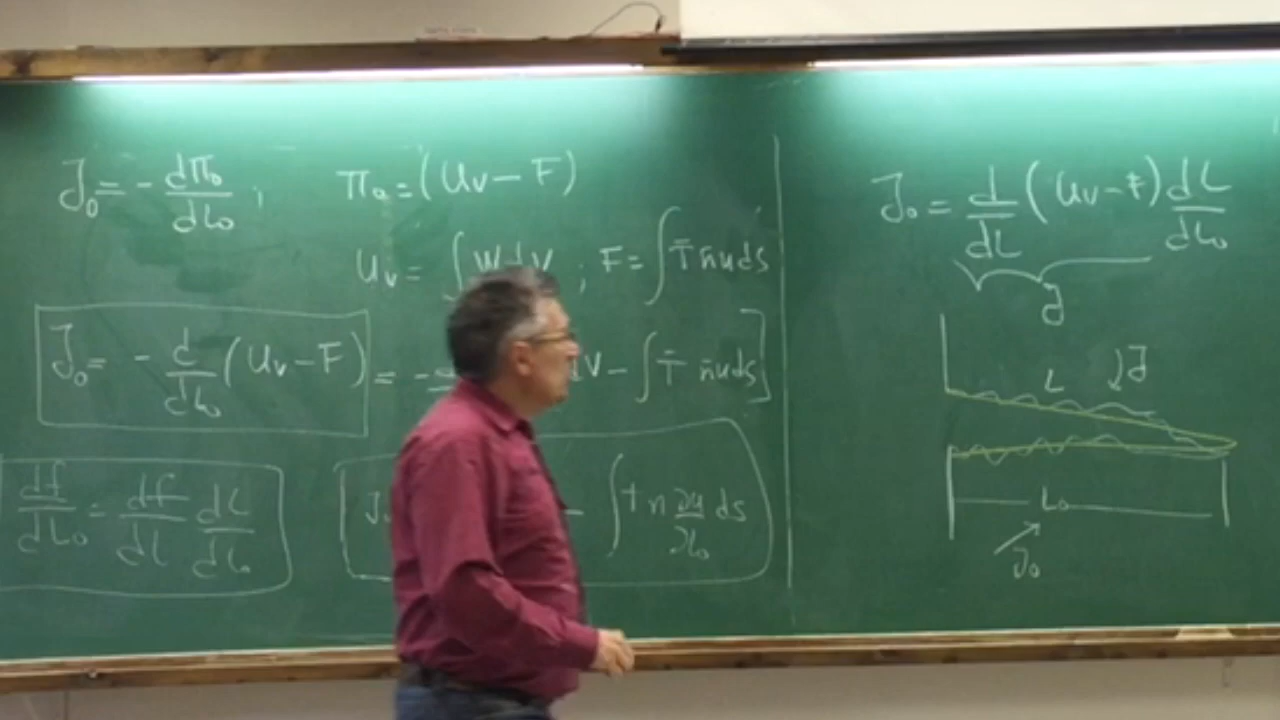 J₀ = - dΠ₀/dL₀ ; Π₀ = (Uv - F)
Uv = ∫ W dV ; F = ∫ T̄ n̄ u ds
J₀ = - d/dL₀ (Uv - F) = - dV - ∫ T̄ n̄ u ds]
df/dL₀ = df/dL dL/dL₀
J - ∫ t n ∂u/∂L₀ ds
J₀ = d/dL (Uv - F) dL/dL₀
J
L J
L₀
J₀